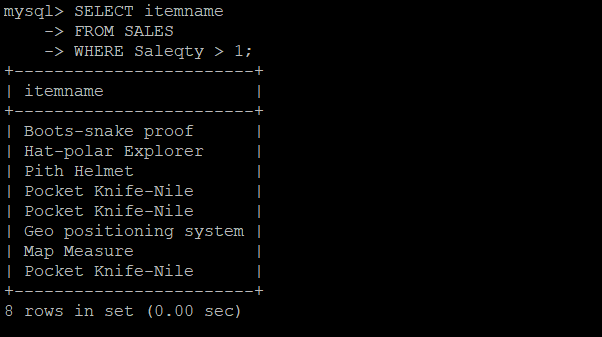 mysql> SELECT itemname
    -> FROM SALES
    -> WHERE Saleqty > 1;
+------------------------+
| itemname               |
+------------------------+
| Boots-snake proof      |
| Hat-polar Explorer     |
| Pith Helmet            |
| Pocket Knife-Nile      |
| Pocket Knife-Nile      |
| Geo positioning system |
| Map Measure            |
| Pocket Knife-Nile      |
+------------------------+
8 rows in set (0.00 sec)